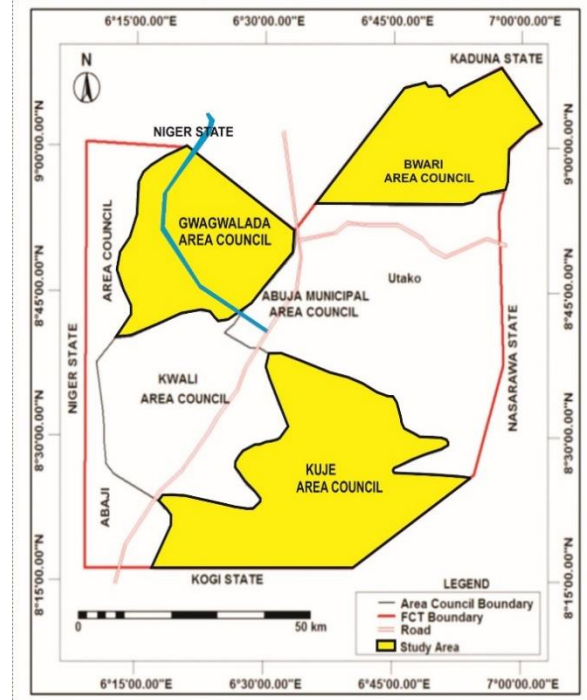 6°15'00.00"E 6°30'00.00"E 6°45'00.00"E 7°00'00.00"E
KADUNA STATE
N
NIGER STATE
9°00'00.00"N
9°00'00.00"N
BWARI
AREA COUNCIL
GWAGWALADA
AREA COUNCIL
AREA COUNCIL
Utako
8°45'00.00"N
8°45'00.00"N
ABUJA MUNICIPAL
AREA COUNCIL
NIGER STATE
NASARAWA STATE
KWALI
AREA COUNCIL
8°30'00.00"N
8°30'00.00"N
KUJE
AREA COUNCIL
ABAJI
KOGI STATE
8°15'00.00"N
8°15'00.00"N
LEGEND
Area Council Boundary
FCT Boundary
Road
Study Area
0 50 km
6°15'00.00"E 6°30'00.00"E 6°45'00.00"E 7°00'00.00"E